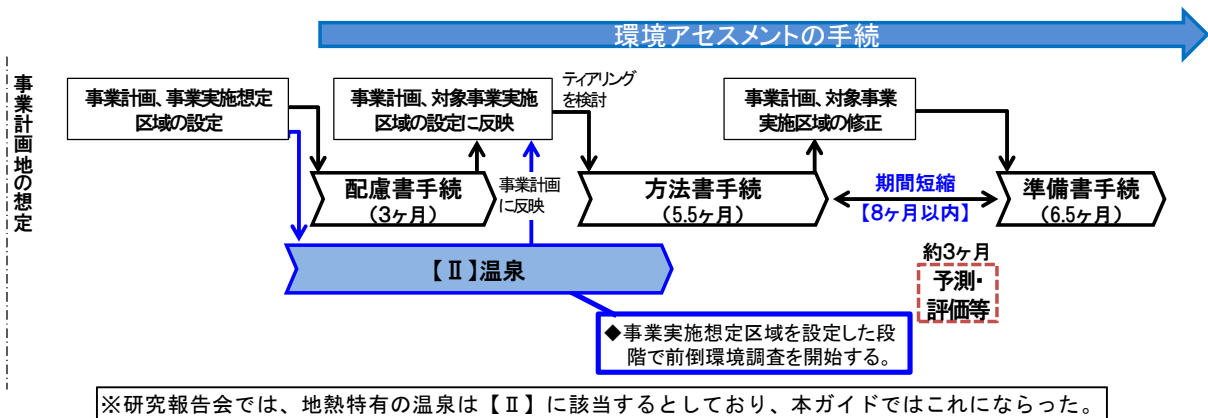 環境アセスメントの手続
事業計画地の想定
事業計画、事業実施想定
区域の設定
事業計画、対象事業実施
区域の設定に反映
ティアリング
を検討
事業計画、対象事業
実施区域の修正
配慮書手続
（3ヶ月）
事業計画
に反映
方法書手続
（5.5ヶ月）
期間短縮
【8ヶ月以内】
準備書手続
（6.5ヶ月）
【Ⅱ】温泉
約3ヶ月
予測・
評価等
◆事業実施想定区域を設定した段
階で前倒環境調査を開始する。
※研究報告会では、地熱特有の温泉は【Ⅱ】に該当するとしており、本ガイドではこれにならった。